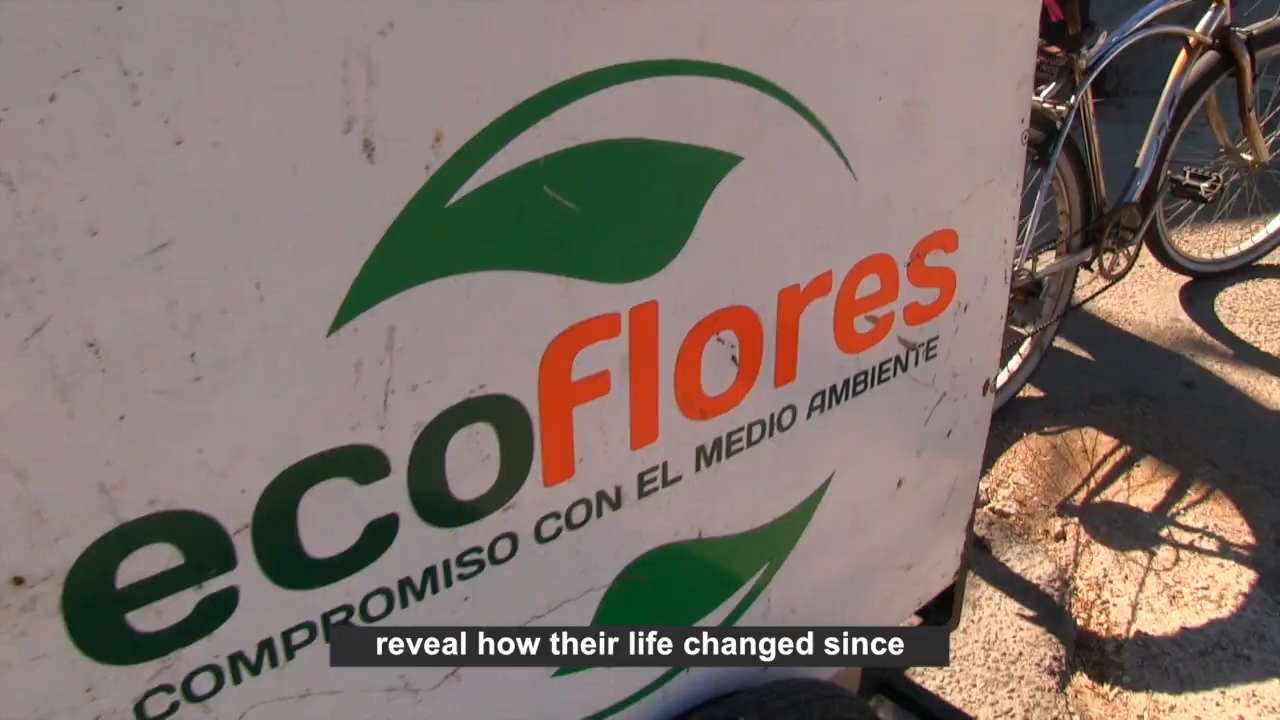 ecoflores
COMPROMISO CON EL MEDIO AMBIENTE
reveal how their life changed since